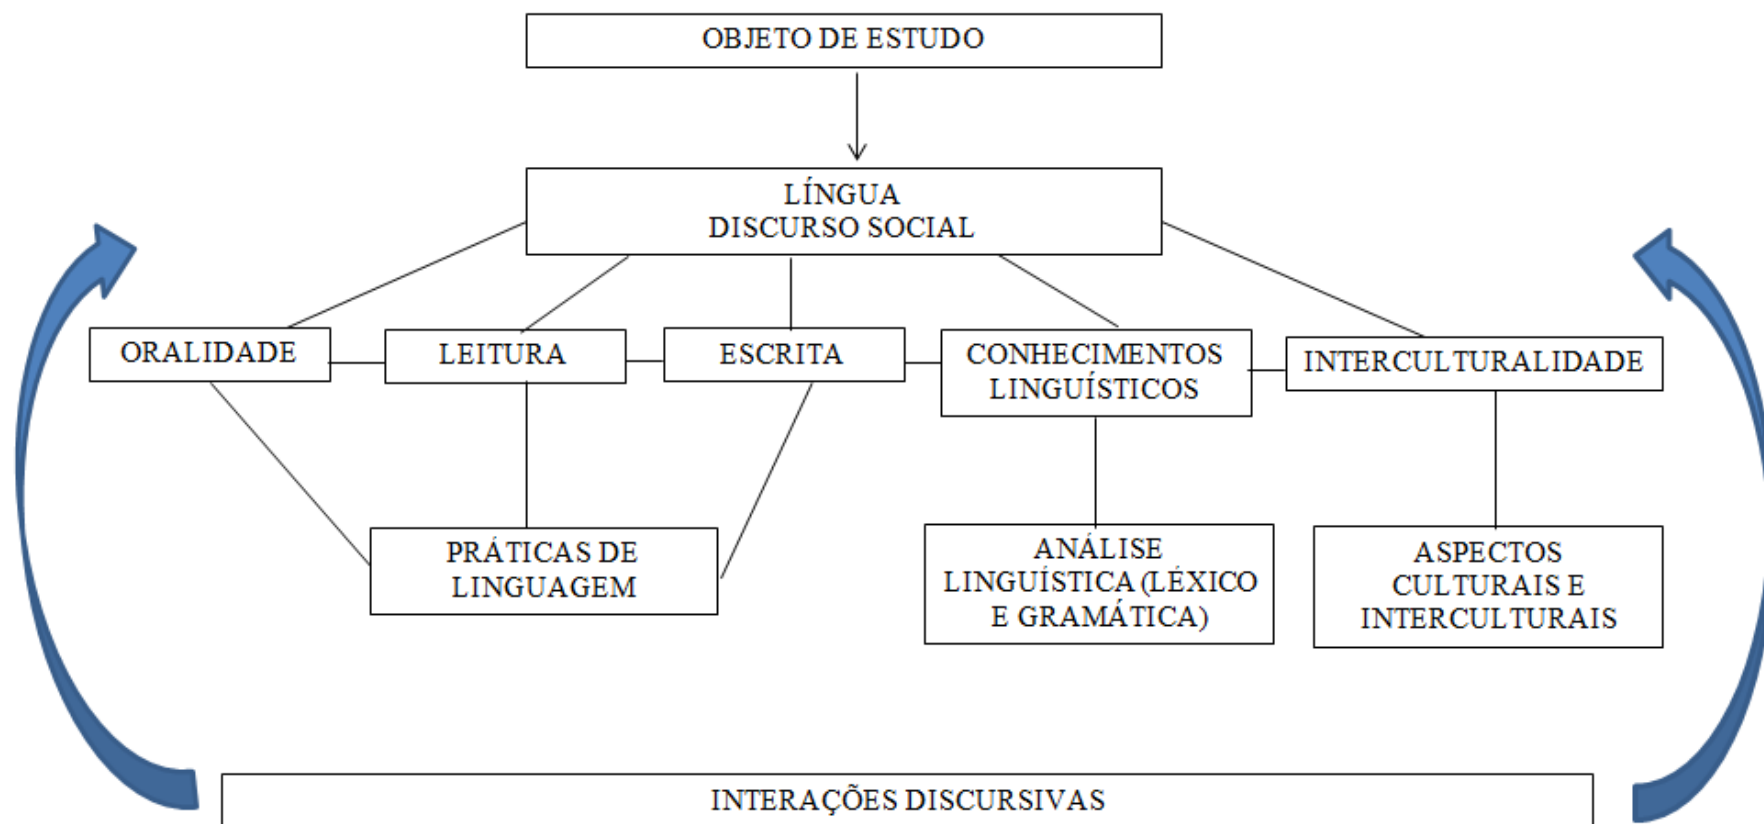 OBJETO DE ESTUDO
LÍNGUA
DISCURSO SOCIAL
ORALIDADE
LEITURA
ESCRITA
CONHECIMENTOS
LINGUÍSTICOS
INTERCULTURALIDADE
PRÁTICAS DE
LINGUAGEM
ANÁLISE
LINGUÍSTICA (LÉXICO
E GRAMÁTICA)
ASPECTOS
CULTURAIS E
INTERCULTURAIS
INTERAÇÕES DISCURSIVAS